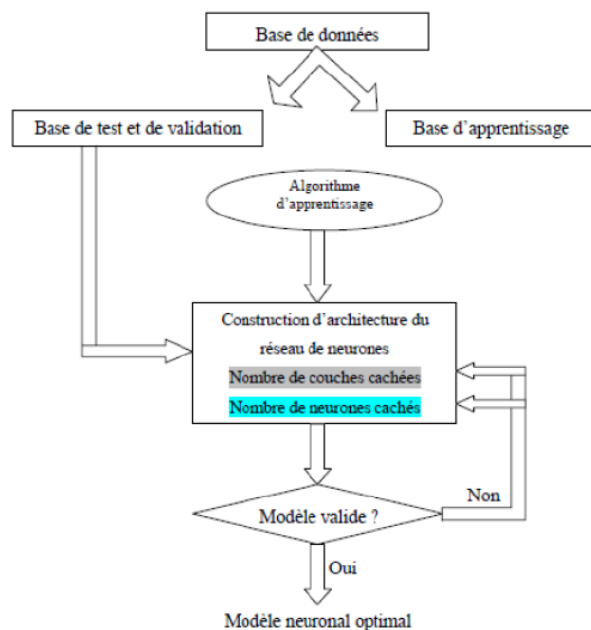 Base de données
Base de test et de validation
Base d'apprentissage
Algorithme
d'apprentissage
Construction d'architecture du
réseau de neurones
Nombre de couches cachées
Nombre de neurones cachés
Non
Modèle valide ?
Oui
Modèle neuronal optimal